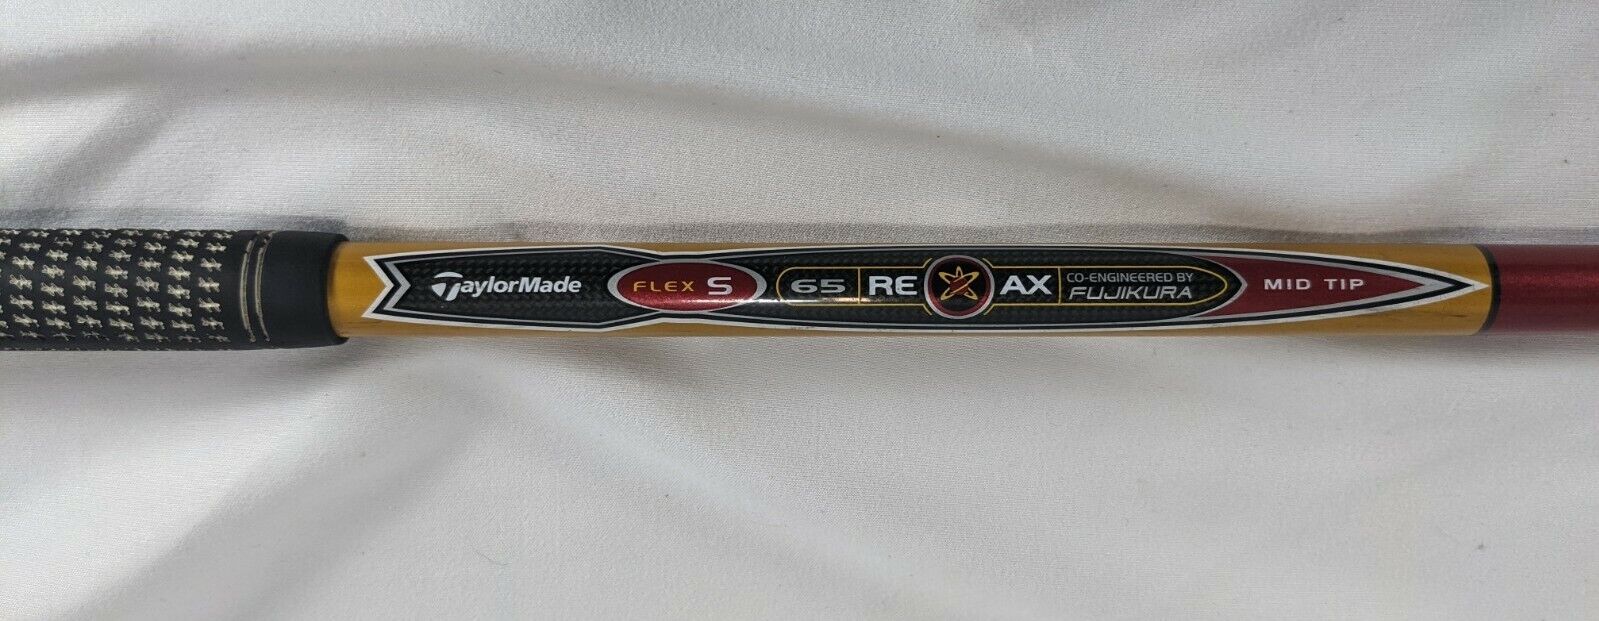 TaylorMade FLEX S 65 RE AX CO-ENGINEERED BY
FUJIKURA
MID TIP